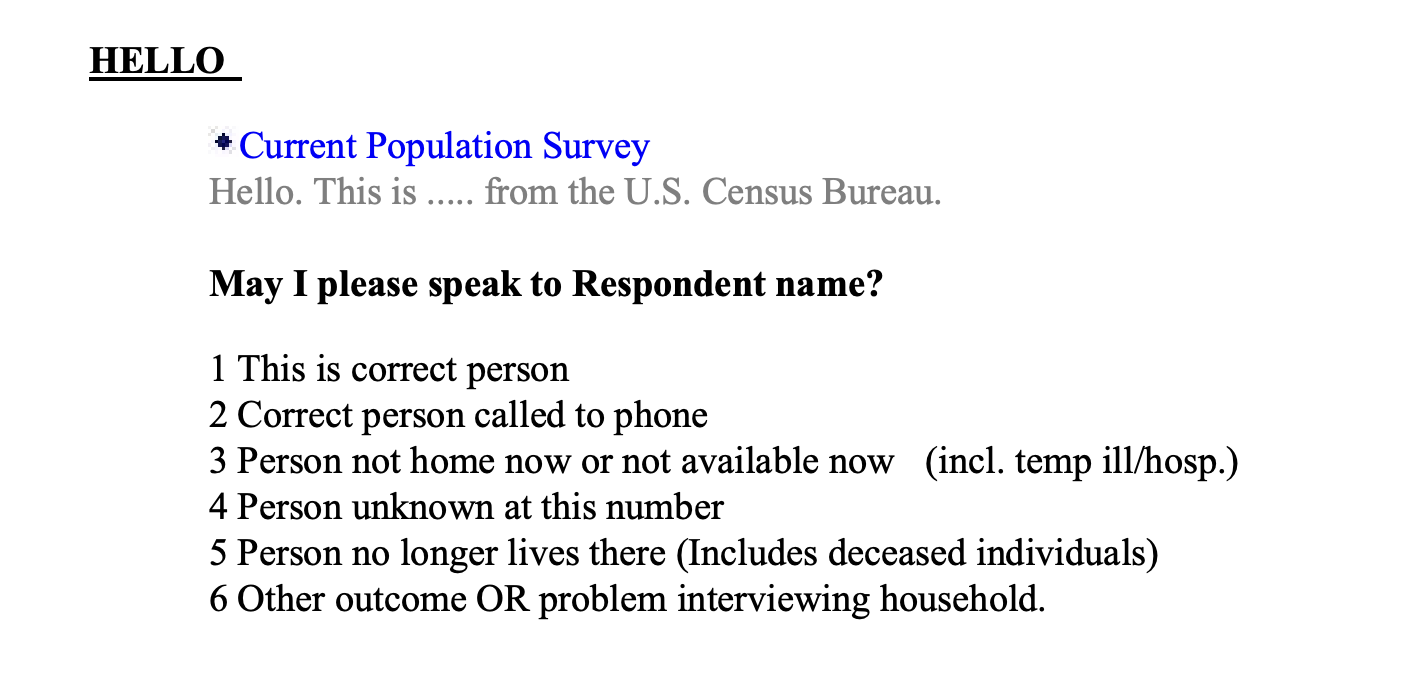 HELLO
Current Population Survey
Hello. This is ..... from the U.S. Census Bureau.
May I please speak to Respondent name?
1 This is correct person
2 Correct person called to phone
3 Person not home now or not available now (incl. temp ill/hosp.)
4 Person unknown at this number
5 Person no longer lives there (Includes deceased individuals)
6 Other outcome OR problem interviewing household.